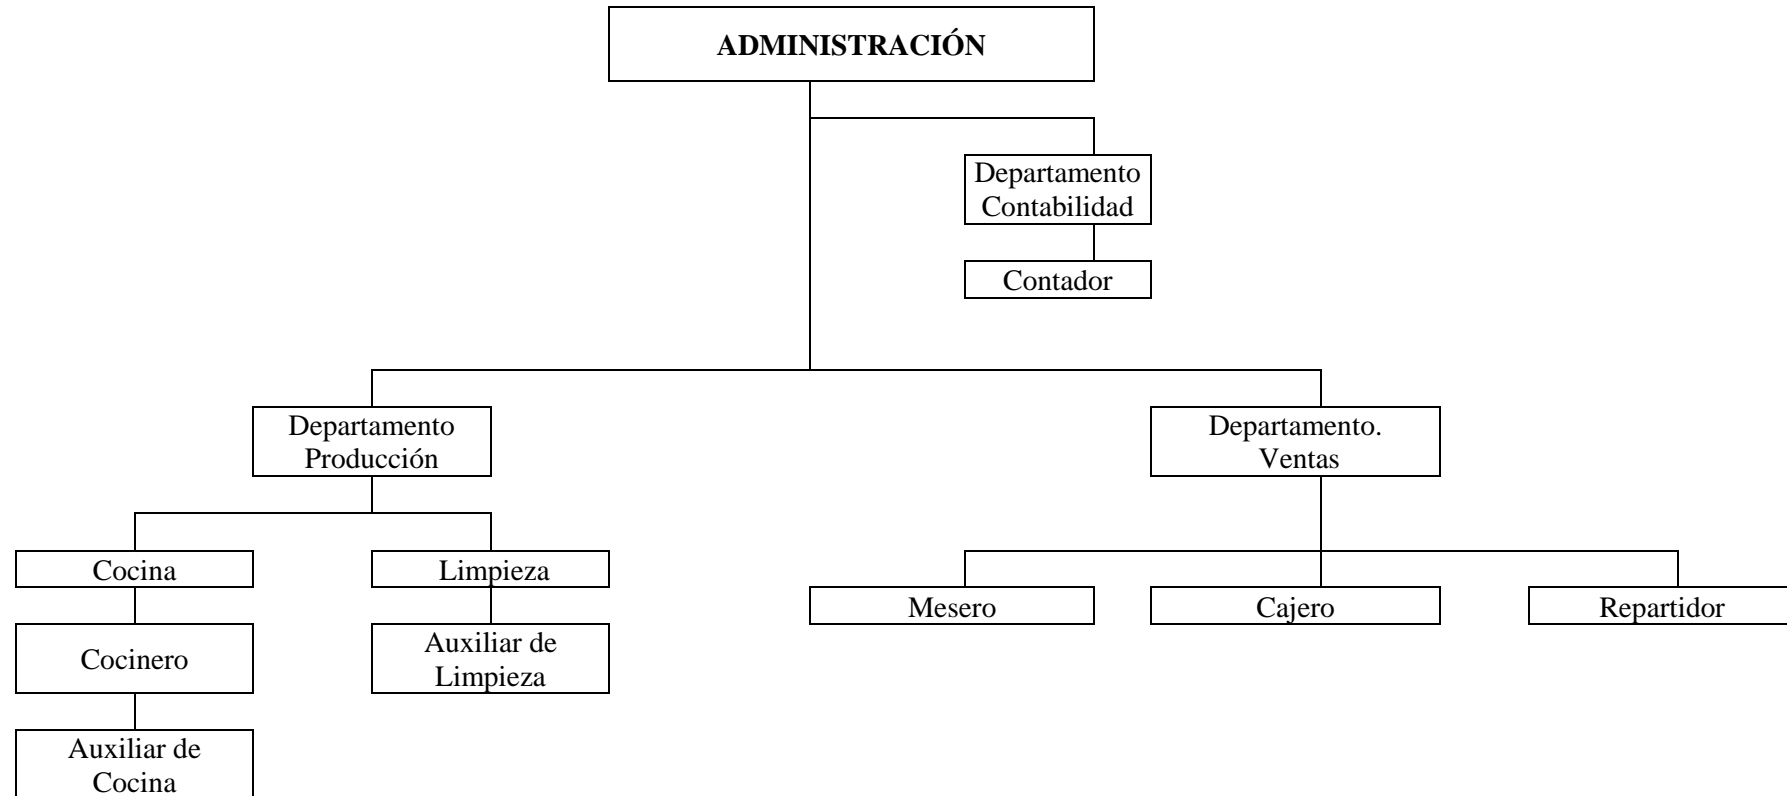 ADMINISTRACIÓN
Departamento
Contabilidad
Contador
Departamento
Producción
Departamento.
Ventas
Cocina
Limpieza
Mesero
Cajero
Repartidor
Cocinero
Auxiliar de
Limpieza
Auxiliar de
Cocina